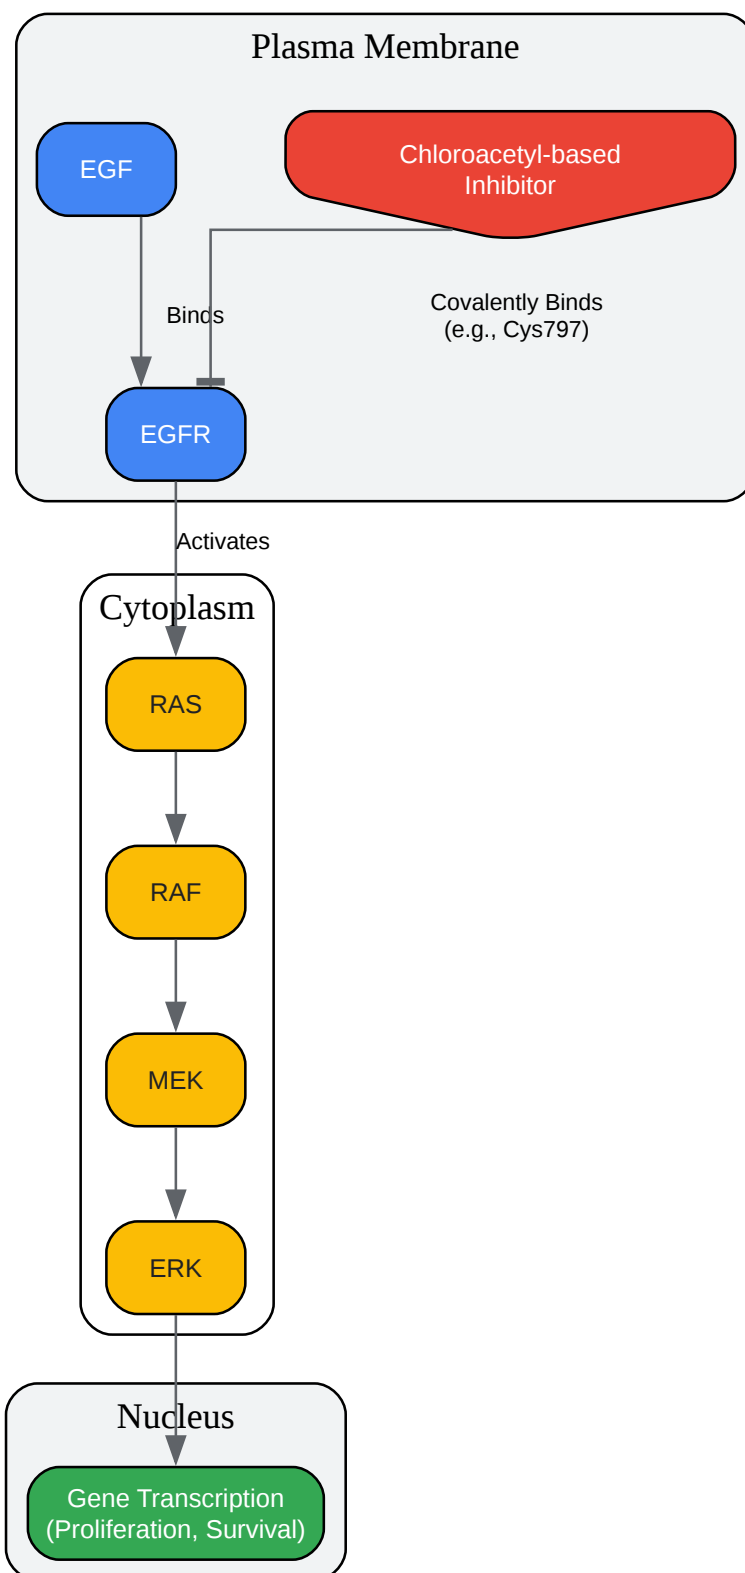 Plasma Membrane
EGF
Chloroacetyl-based
Inhibitor
Binds
Covalently Binds
(e.g., Cys797)
EGFR
Activates
Cytoplasm
RAS
RAF
MEK
ERK
Nucleus
Gene Transcription
(Proliferation, Survival)